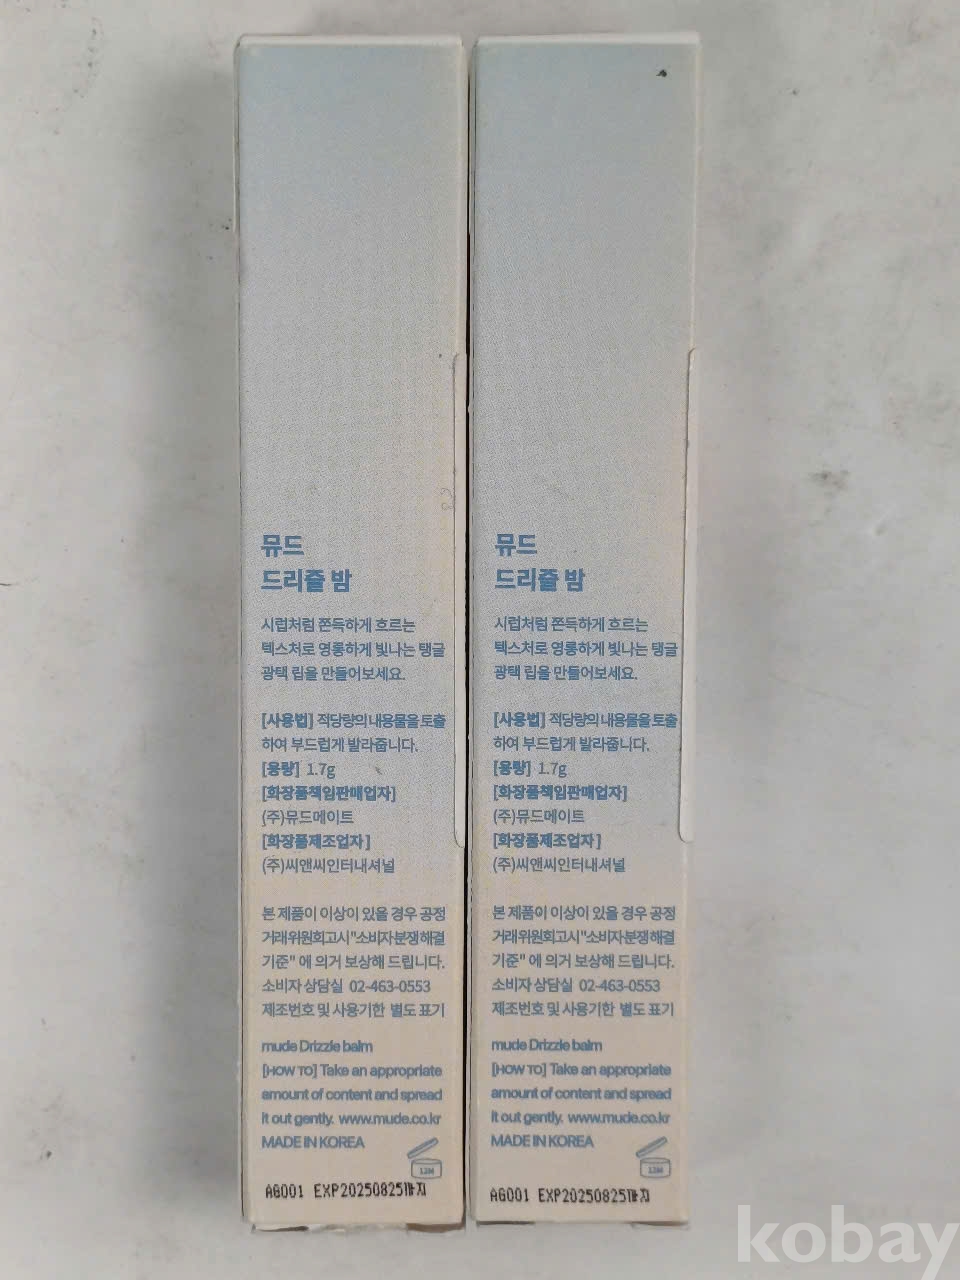 뮤드
드리즐 밤
시럽처럼 쫀득하게 흐르는
텍스처로 영롱하게 빛나는 탱글
광택 립을 만들어보세요.
[사용법] 적당량의 내용물을 토출
하여 부드럽게 발라줍니다.
[용량] 1.7g
[화장품책임판매업자]
(주)뮤드메이트
[화장품제조업자]
(주)씨앤씨인터내셔널
본 제품이 이상이 있을 경우 공정
거래위원회고시"소비자분쟁해결
기준" 에 의거 보상해 드립니다.
소비자 상담실 02-463-0553
제조번호 및 사용기한 별도 표기
mude Drizzle balm
[HOW TO] Take an appropriate
amount of content and spread
it out gently. www.mude.co.kr
MADE IN KOREA
12M
AG001 EXP20250825까지
뮤드
드리즐 밤
시럽처럼 쫀득하게 흐르는
텍스처로 영롱하게 빛나는 탱글
광택 립을 만들어보세요.
[사용법] 적당량의 내용물을 토출
하여 부드럽게 발라줍니다.
[용량] 1.7g
[화장품책임판매업자]
(주)뮤드메이트
[화장품제조업자]
(주)씨앤씨인터내셔널
본 제품이 이상이 있을 경우 공정
거래위원회고시"소비자분쟁해결
기준" 에 의거 보상해 드립니다.
소비자 상담실 02-463-0553
제조번호 및 사용기한 별도 표기
mude Drizzle balm
[HOW TO] Take an appropriate
amount of content and spread
it out gently. www.mude.co.kr
MADE IN KOREA
12M
AG001 EXP20250825까지
kobay